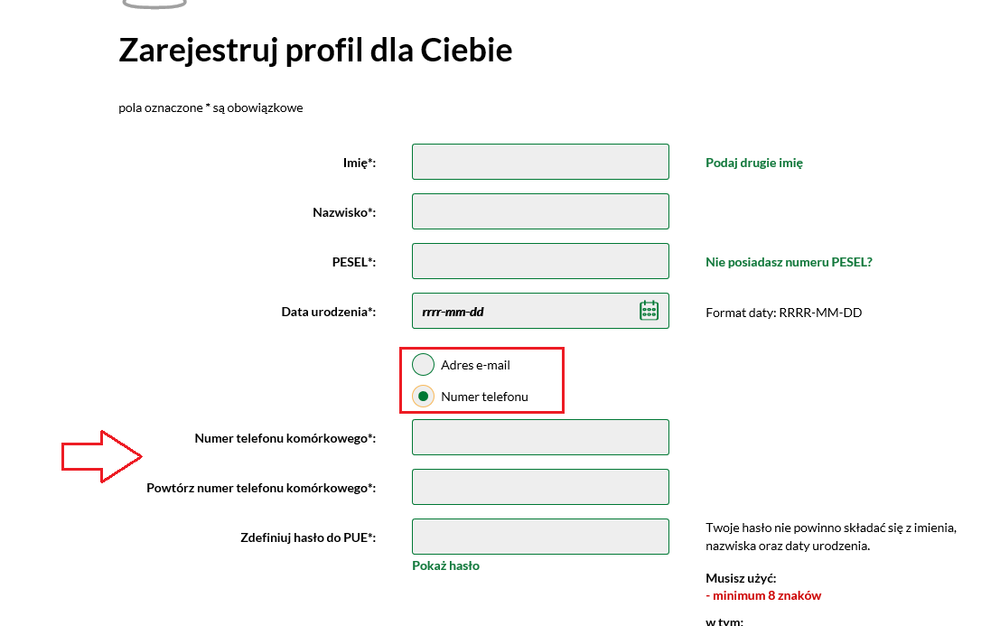 Zarejestruj profil dla Ciebie
pola oznaczone * są obowiązkowe
Imię*:
Podaj drugie imię
Nazwisko*:
PESEL*:
Nie posiadasz numeru PESEL?
Data urodzenia*:
rrrr-mm-dd
Format daty: RRRR-MM-DD
Adres e-mail
Numer telefonu
Numer telefonu komórkowego*:
Powtórz numer telefonu komórkowego*:
Zdefiniuj hasło do PUE*:
Pokaż hasło
Twoje hasło nie powinno składać się z imienia,
nazwiska oraz daty urodzenia.
Musisz użyć:
- minimum 8 znaków
w tym: